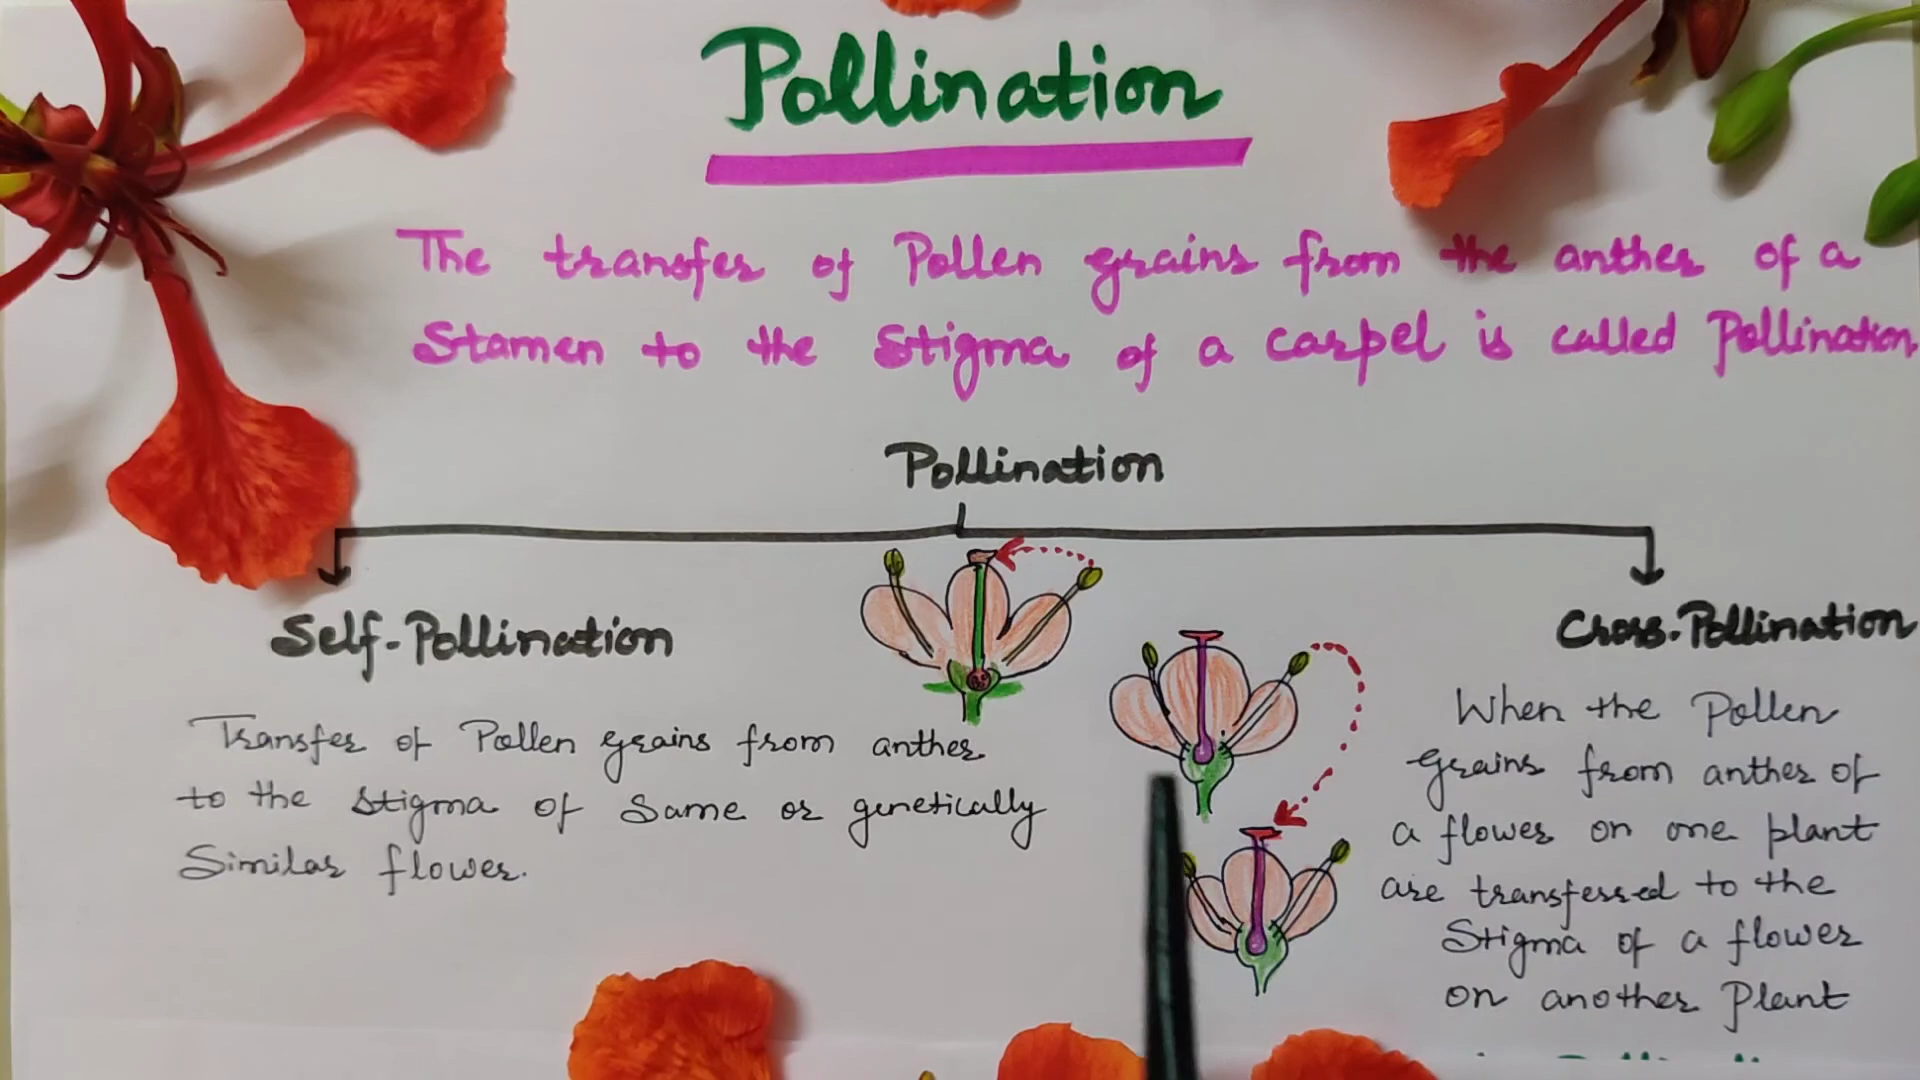 Pollination
The transfer of Pollen grains from the anther of a
Stamen to the Stigma of a carpel is called Pollination.
Pollination
Self-Pollination
Transfer of Pollen grains from anther
to the stigma of same or genetically
Similar flower.
Cross-Pollination
When the Pollen
grains from anther of
a flower on one plant
are transferred to the
Stigma of a flower
on another Plant